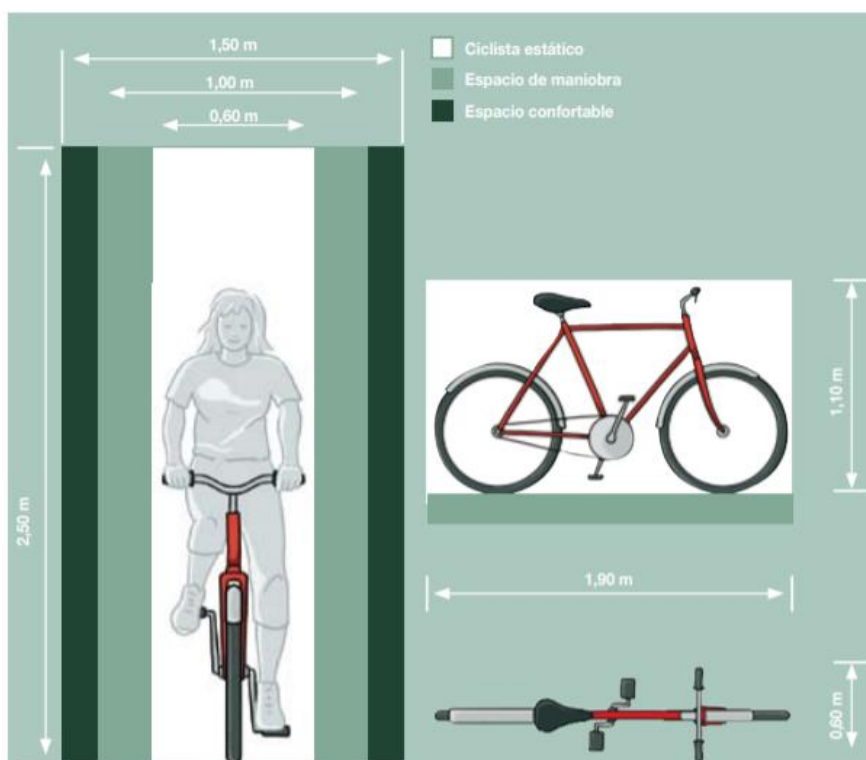 1,50 m
1,00 m
0,60 m
Ciclista estático
Espacio de maniobra
Espacio confortable
2,50 m
1,10 m
1,90 m
0,60 m